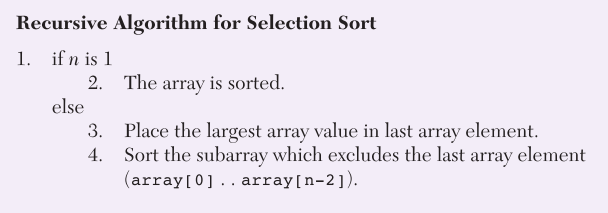 Recursive Algorithm for Selection Sort
1. if n is 1
2. The array is sorted.
else
3. Place the largest array value in last array element.
4. Sort the subarray which excludes the last array element
(array[0] . . array[n-2]).